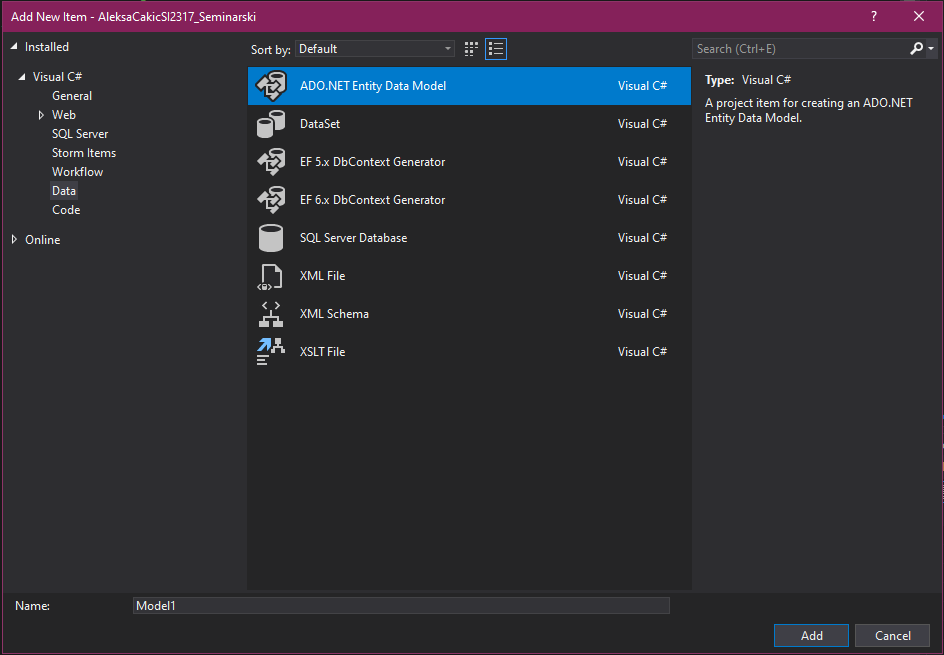 Add New Item - AleksaCakicSI2317_Seminarski
?
Installed
Visual C#
General
Web
SQL Server
Storm Items
Workflow
Data
Code
Online
Sort by: Default
ADO.NET Entity Data Model Visual C#
DataSet Visual C#
EF 5.x DbContext Generator Visual C#
EF 6.x DbContext Generator Visual C#
SQL Server Database Visual C#
XML File Visual C#
XML Schema Visual C#
XSLT File Visual C#
Search (Ctrl+E)
Type: Visual C#
A project item for creating an ADO.NET
Entity Data Model.
Name: Model1
Add Cancel